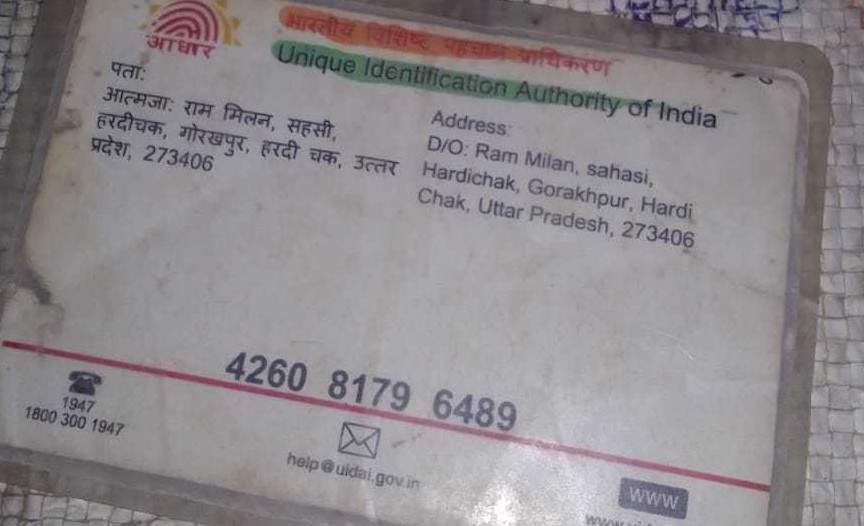 आधार
भारतीय विशिष्ट पहचान प्राधिकरण
Unique Identification Authority of India
पता:
आत्मजा: राम मिलन, सहसी,
हरदीचक, गोरखपुर, हरदी चक, उत्तर
प्रदेश, 273406
Address:
D/O: Ram Milan, sahasi,
Hardichak, Gorakhpur, Hardi
Chak, Uttar Pradesh, 273406
4260 8179 6489
1947
1800 300 1947
help@uidai.gov.in
WWW